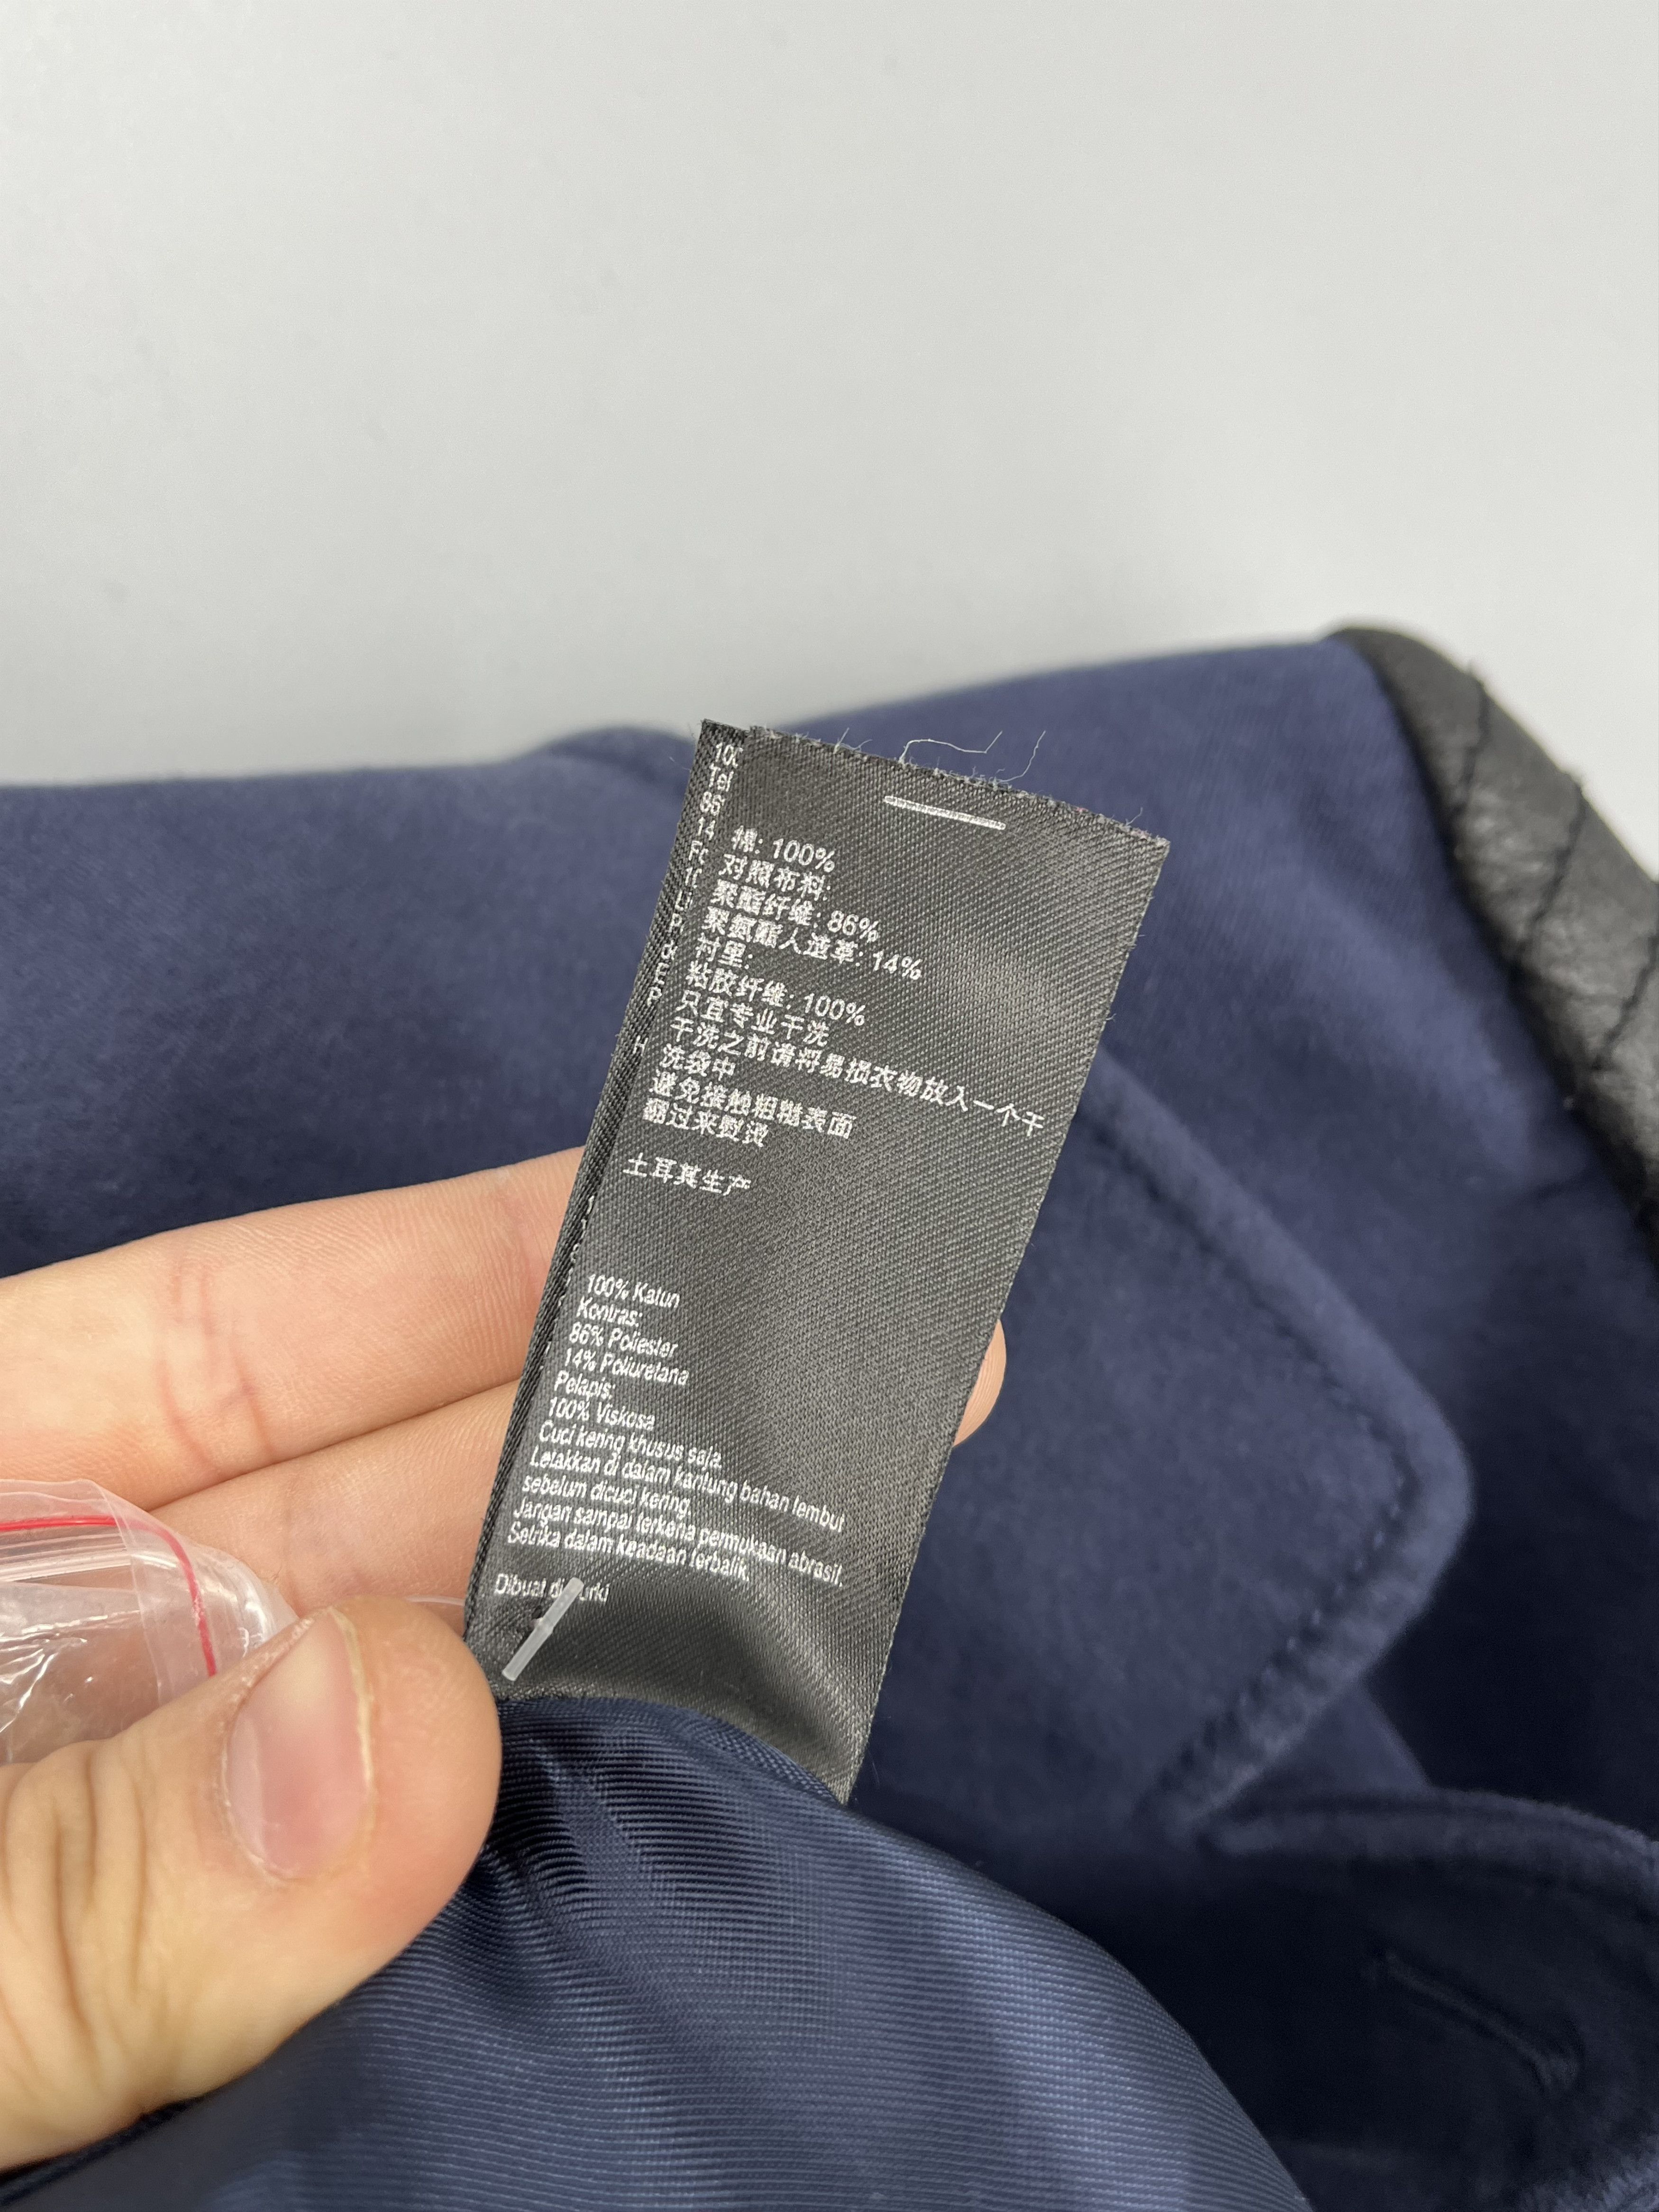 棉: 100%
对照布料:
聚酯纤维: 86%
聚氨酯人造革: 14%
衬里:
粘胶纤维: 100%
只宜专业干洗
干洗之前请将易损衣物放入一个干
洗袋中
避免接触粗糙表面
翻过来熨烫
土耳其生产
100% Katun
Kontras:
86% Poliester
14% Poliuretana
Pelapis:
100% Viskosa
Cuci kering khusus saja.
Letakkan di dalam kantung bahan lembut
sebelum dicuci kering.
Jangan sampai terkena permukaan abrasif.
Setrika dalam keadaan terbalik.
Dibuat di